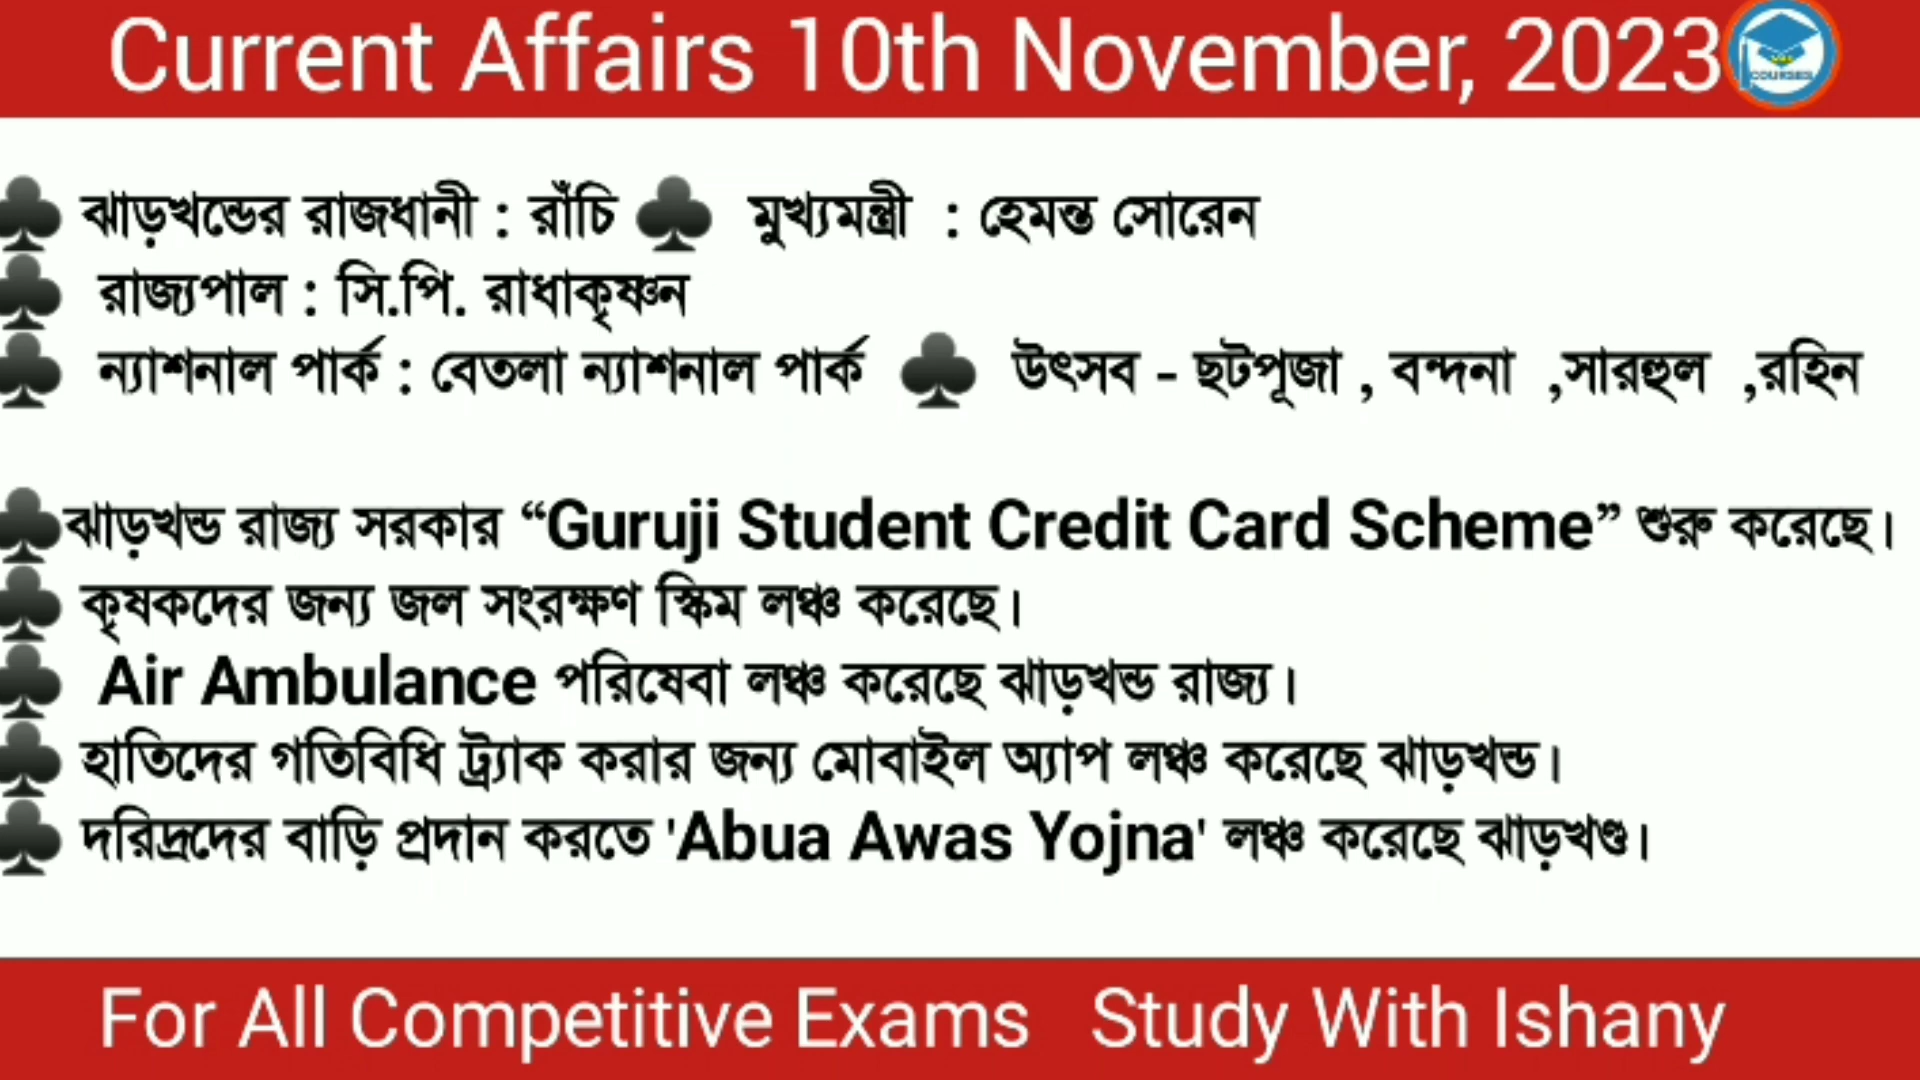 Current Affairs 10th November, 2023
COURSES
♣ ঝাড়খন্ডের রাজধানী : রাঁচি ♣ মুখ্যমন্ত্রী : হেমন্ত সোরেন
♣ রাজ্যপাল : সি.পি. রাধাকৃষ্ণন
♣ ন্যাশনাল পার্ক : বেতলা ন্যাশনাল পার্ক ♣ উৎসব - ছটপূজা , বন্দনা ,সারহুল ,রহিন
♣ঝাড়খন্ড রাজ্য সরকার “Guruji Student Credit Card Scheme” শুরু করেছে।
♣ কৃষকদের জন্য জল সংরক্ষণ স্কিম লঞ্চ করেছে।
♣ Air Ambulance পরিষেবা লঞ্চ করেছে ঝাড়খন্ড রাজ্য।
♣ হাতিদের গতিবিধি ট্র্যাক করার জন্য মোবাইল অ্যাপ লঞ্চ করেছে ঝাড়খন্ড।
♣ দরিদ্রদের বাড়ি প্রদান করতে 'Abua Awas Yojna' লঞ্চ করেছে ঝাড়খণ্ড।
For All Competitive Exams Study With Ishany